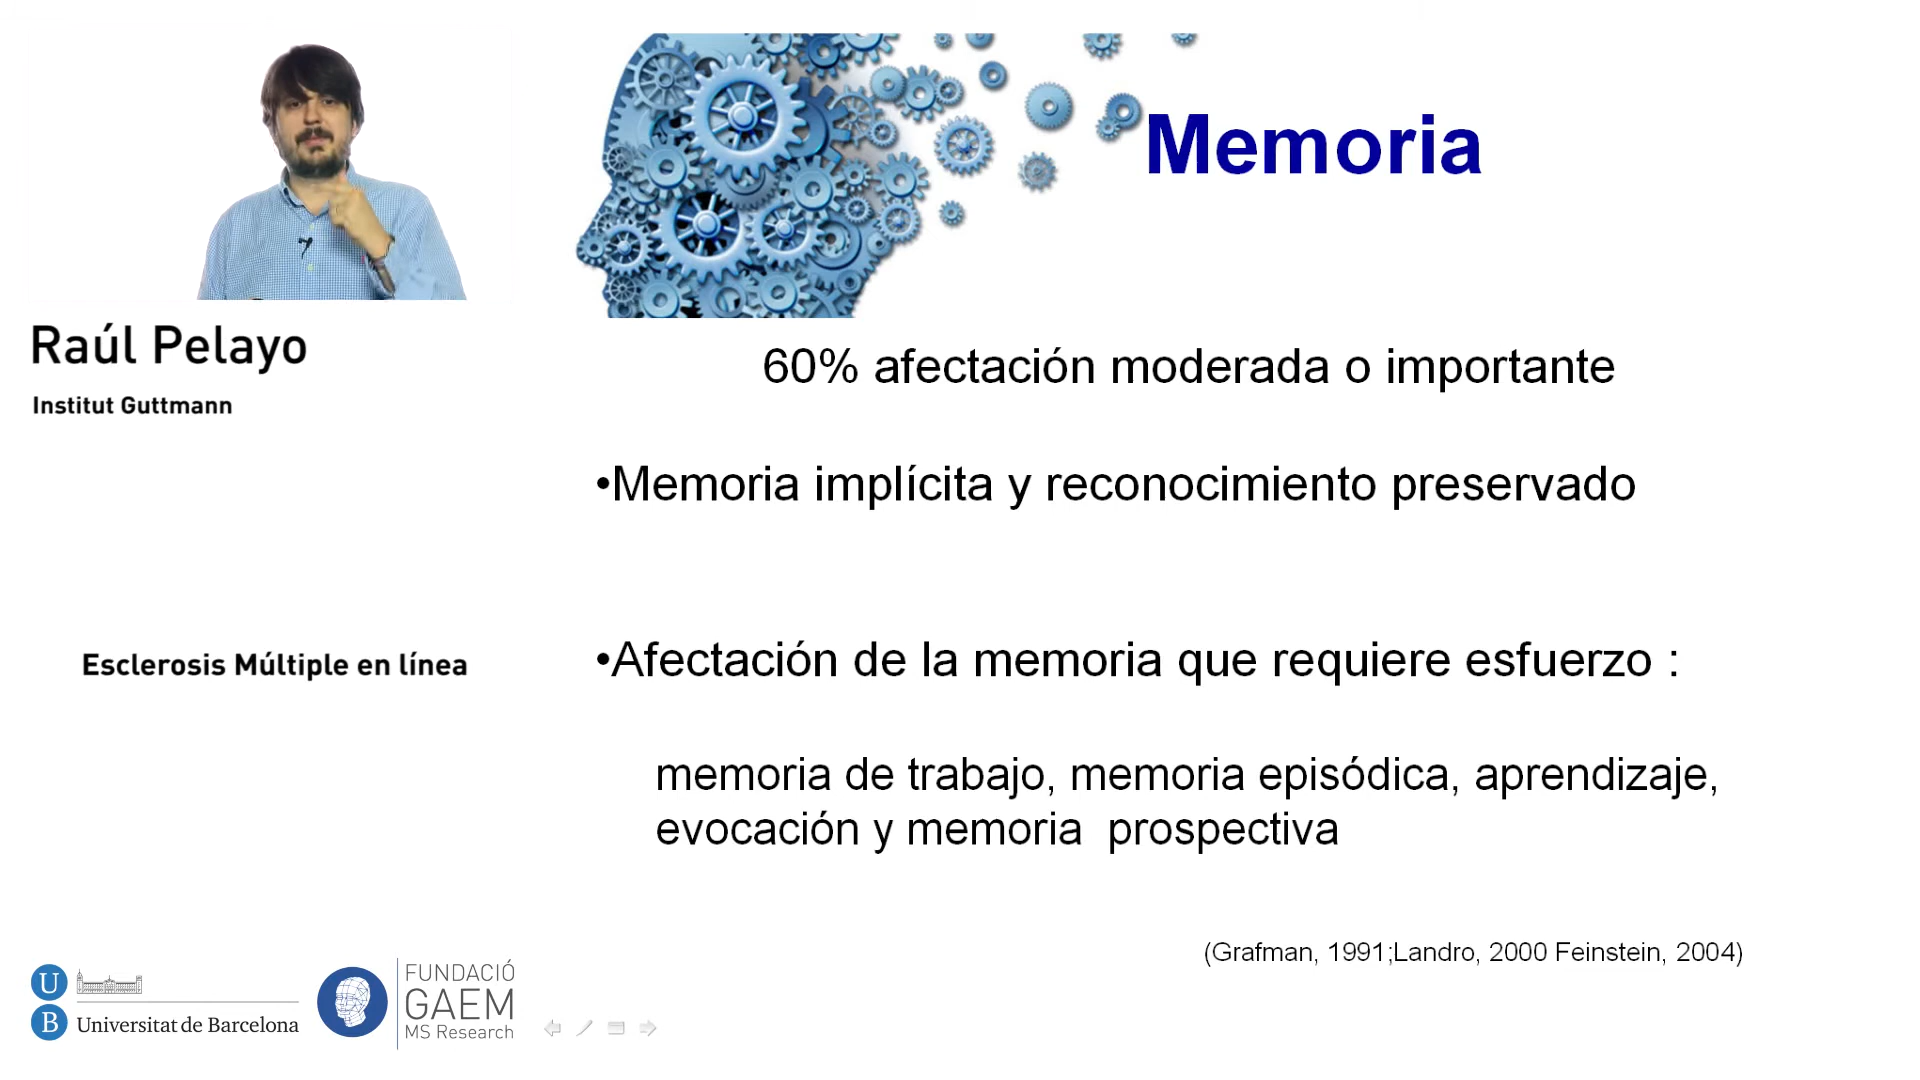 Memoria
Raúl Pelayo
Institut Guttmann
60% afectación moderada o importante
•Memoria implícita y reconocimiento preservado
Esclerosis Múltiple en línea
•Afectación de la memoria que requiere esfuerzo :
memoria de trabajo, memoria episódica, aprendizaje,
evocación y memoria  prospectiva
(Grafman, 1991;Landro, 2000 Feinstein, 2004)
U
B
Universitat de Barcelona
FUNDACIÓ
GAEM
MS Research